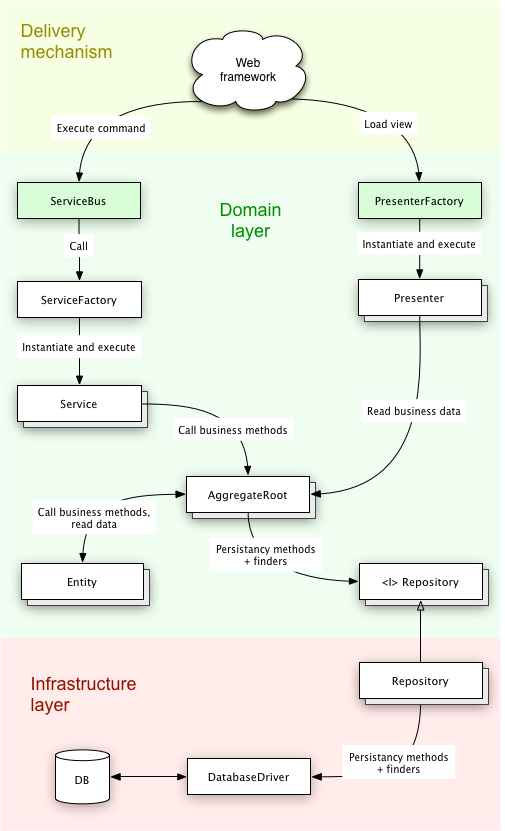 Delivery
mechanism
Web
framework
Execute command
Load view
ServiceBus
Domain
layer
PresenterFactory
Call
Instantiate and execute
ServiceFactory
Presenter
Instantiate and execute
Service
Read business data
Call business methods
AggregateRoot
Call business methods,
read data
Persistancy methods
+ finders
Entity
<I> Repository
Infrastructure
layer
Repository
Persistancy methods
+ finders
DB
DatabaseDriver